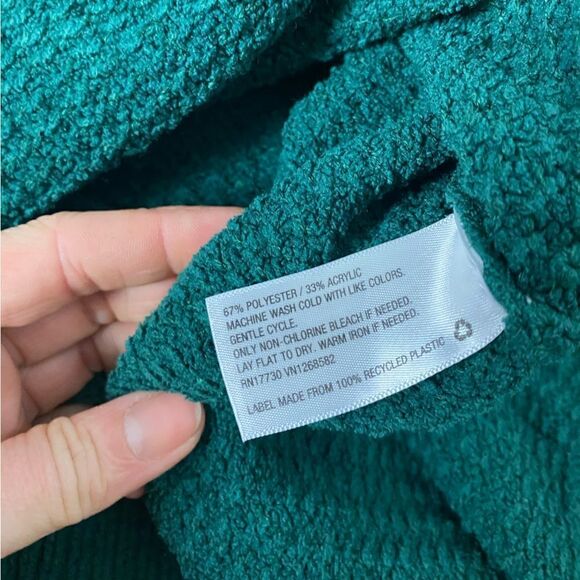 67% POLYESTER / 33% ACRYLIC
MACHINE WASH COLD WITH LIKE COLORS.
GENTLE CYCLE.
ONLY NON-CHLORINE BLEACH IF NEEDED.
LAY FLAT TO DRY. WARM IRON IF NEEDED.
RN17730 VN1268582
LABEL MADE FROM 100% RECYCLED PLASTIC